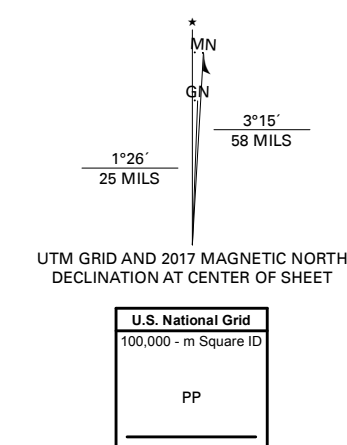 ★
MN
GN
3°15´
58 MILS
1°26´
25 MILS
UTM GRID AND 2017 MAGNETIC NORTH
DECLINATION AT CENTER OF SHEET
U.S. National Grid
100,000 - m Square ID
PP